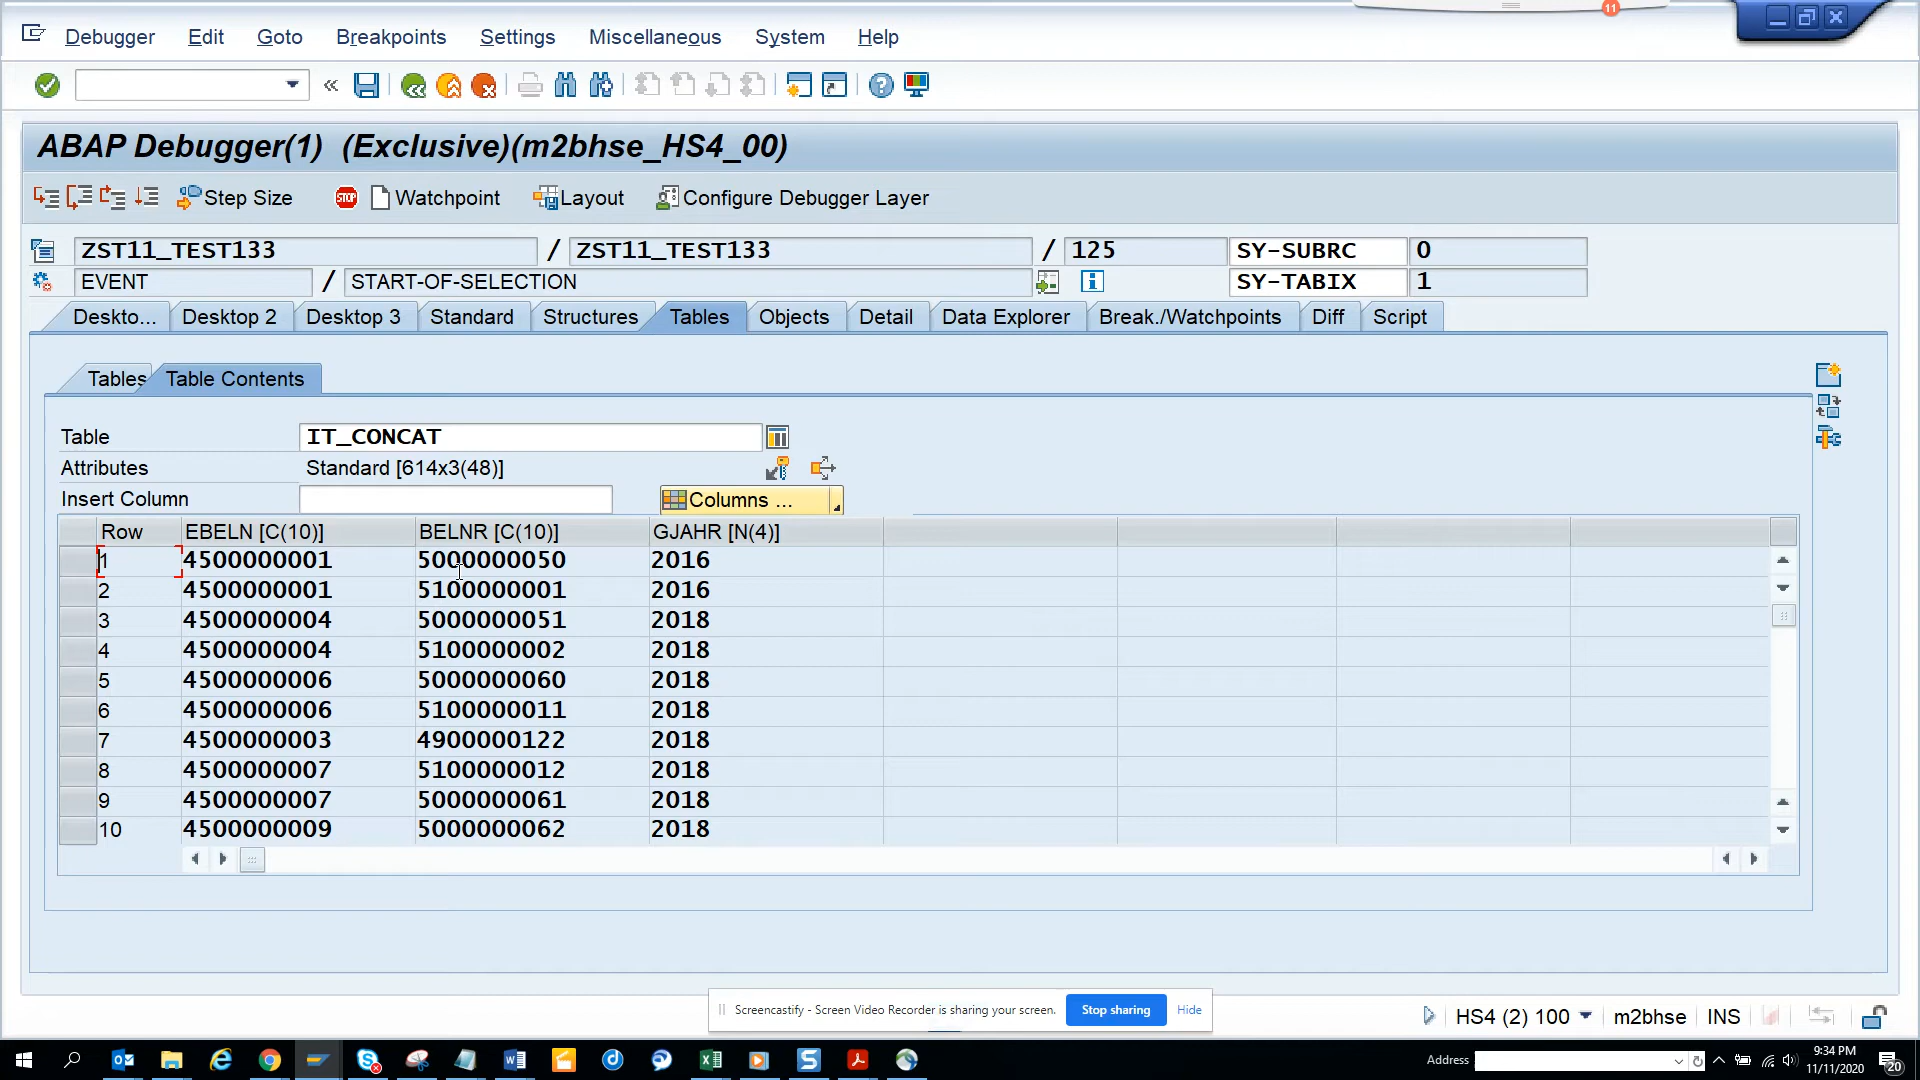 11
Debugger Edit Goto Breakpoints Settings Miscellaneous System Help
ABAP Debugger(1) (Exclusive)(m2bhse_HS4_00)
Step Size STOP Watchpoint Layout Configure Debugger Layer
ZST11_TEST133 / ZST11_TEST133 / 125 SY-SUBRC 0
EVENT / START-OF-SELECTION SY-TABIX 1
Deskto... Desktop 2 Desktop 3 Standard Structures Tables Objects Detail Data Explorer Break./Watchpoints Diff Script
Tables Table Contents
Table IT_CONCAT
Attributes Standard [614x3(48)]
Insert Column Columns ...
Row EBELN [C(10)] BELNR [C(10)] GJAHR [N(4)]
1 4500000001 5000000050 2016
2 4500000001 5100000001 2016
3 4500000004 5000000051 2018
4 4500000004 5100000002 2018
5 4500000006 5000000060 2018
6 4500000006 5100000011 2018
7 4500000003 4900000122 2018
8 4500000007 5100000012 2018
9 4500000007 5000000061 2018
10 4500000009 5000000062 2018
Screencastify - Screen Video Recorder is sharing your screen. Stop sharing Hide
HS4 (2) 100 m2bhse INS
Address
9:34 PM
11/11/2020
20